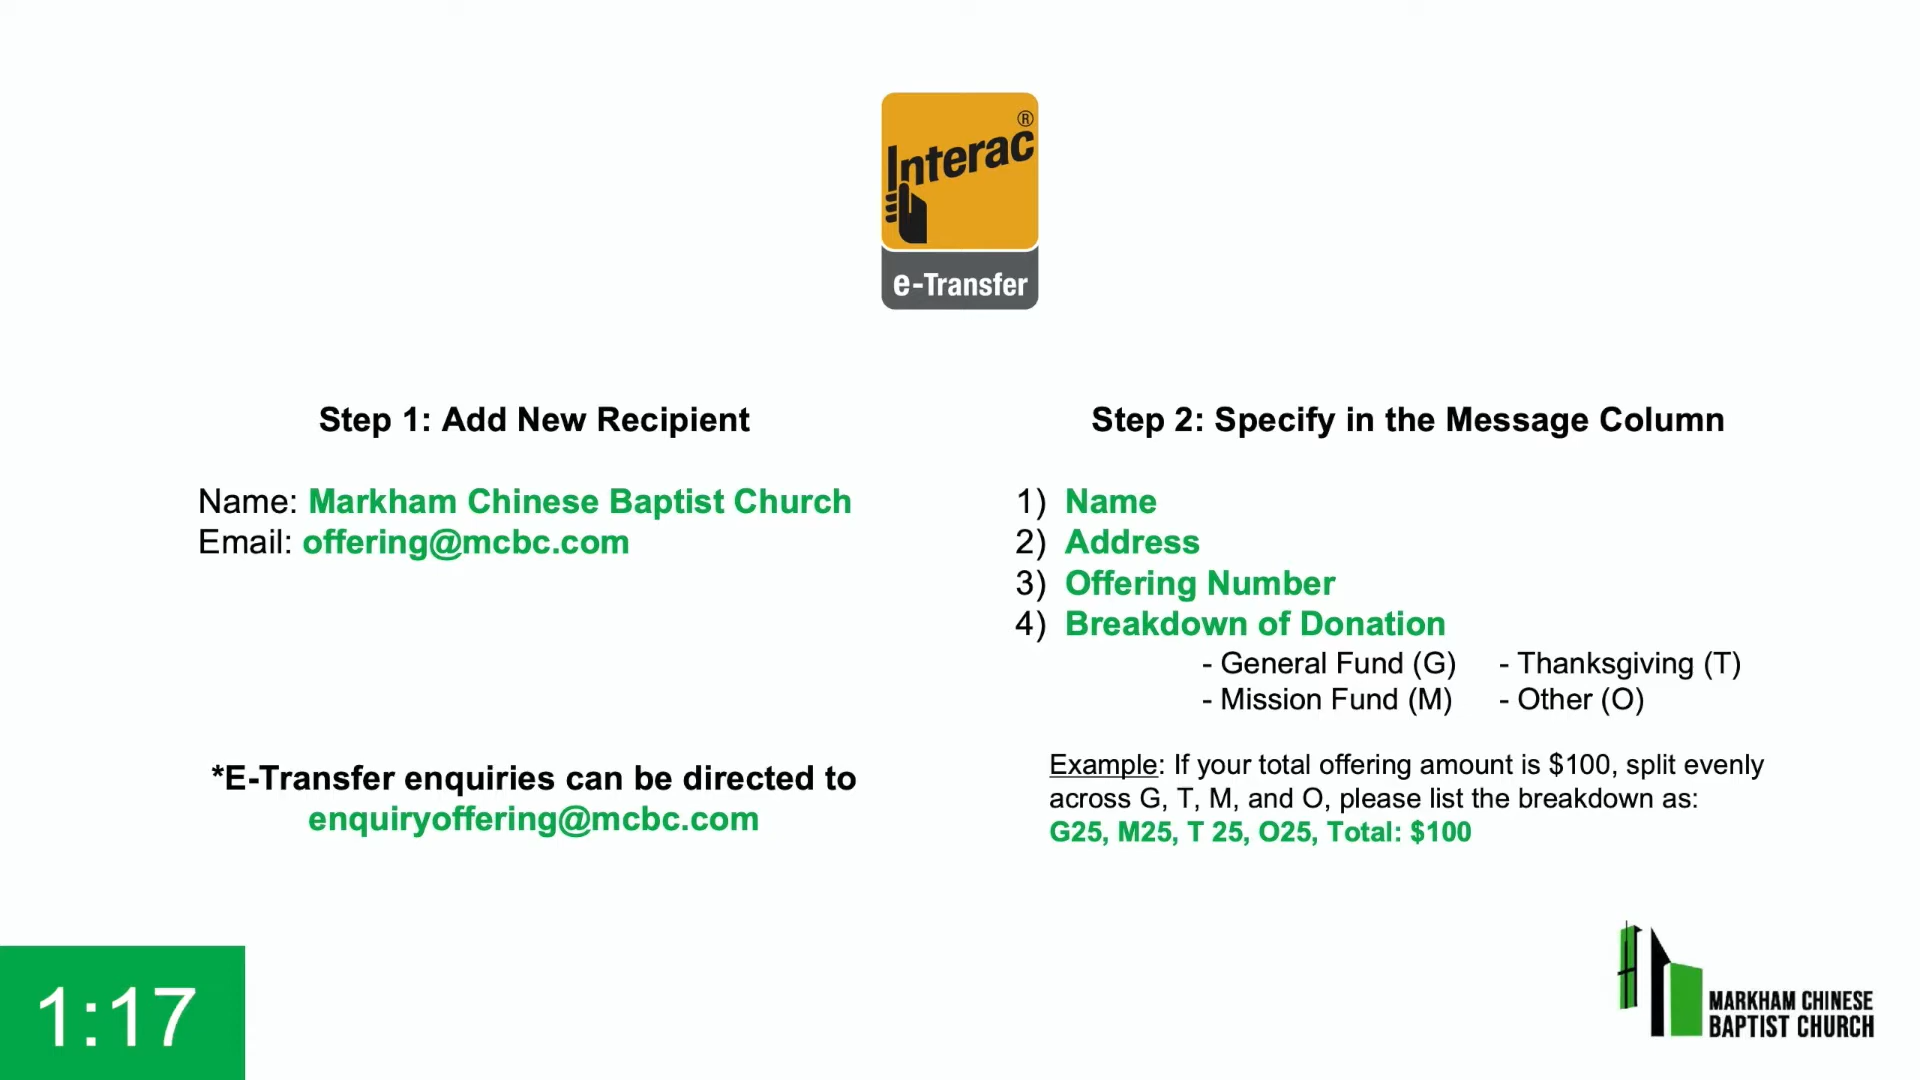 Interac®
e-Transfer
Step 1: Add New Recipient
Name: Markham Chinese Baptist Church
Email: offering@mcbc.com
*E-Transfer enquiries can be directed to
enquiryoffering@mcbc.com
Step 2: Specify in the Message Column
1) Name
2) Address
3) Offering Number
4) Breakdown of Donation
- General Fund (G) - Thanksgiving (T)
- Mission Fund (M) - Other (O)
Example: If your total offering amount is $100, split evenly
across G, T, M, and O, please list the breakdown as:
G25, M25, T 25, O25, Total: $100
1:17
MARKHAM CHINESE
BAPTIST CHURCH